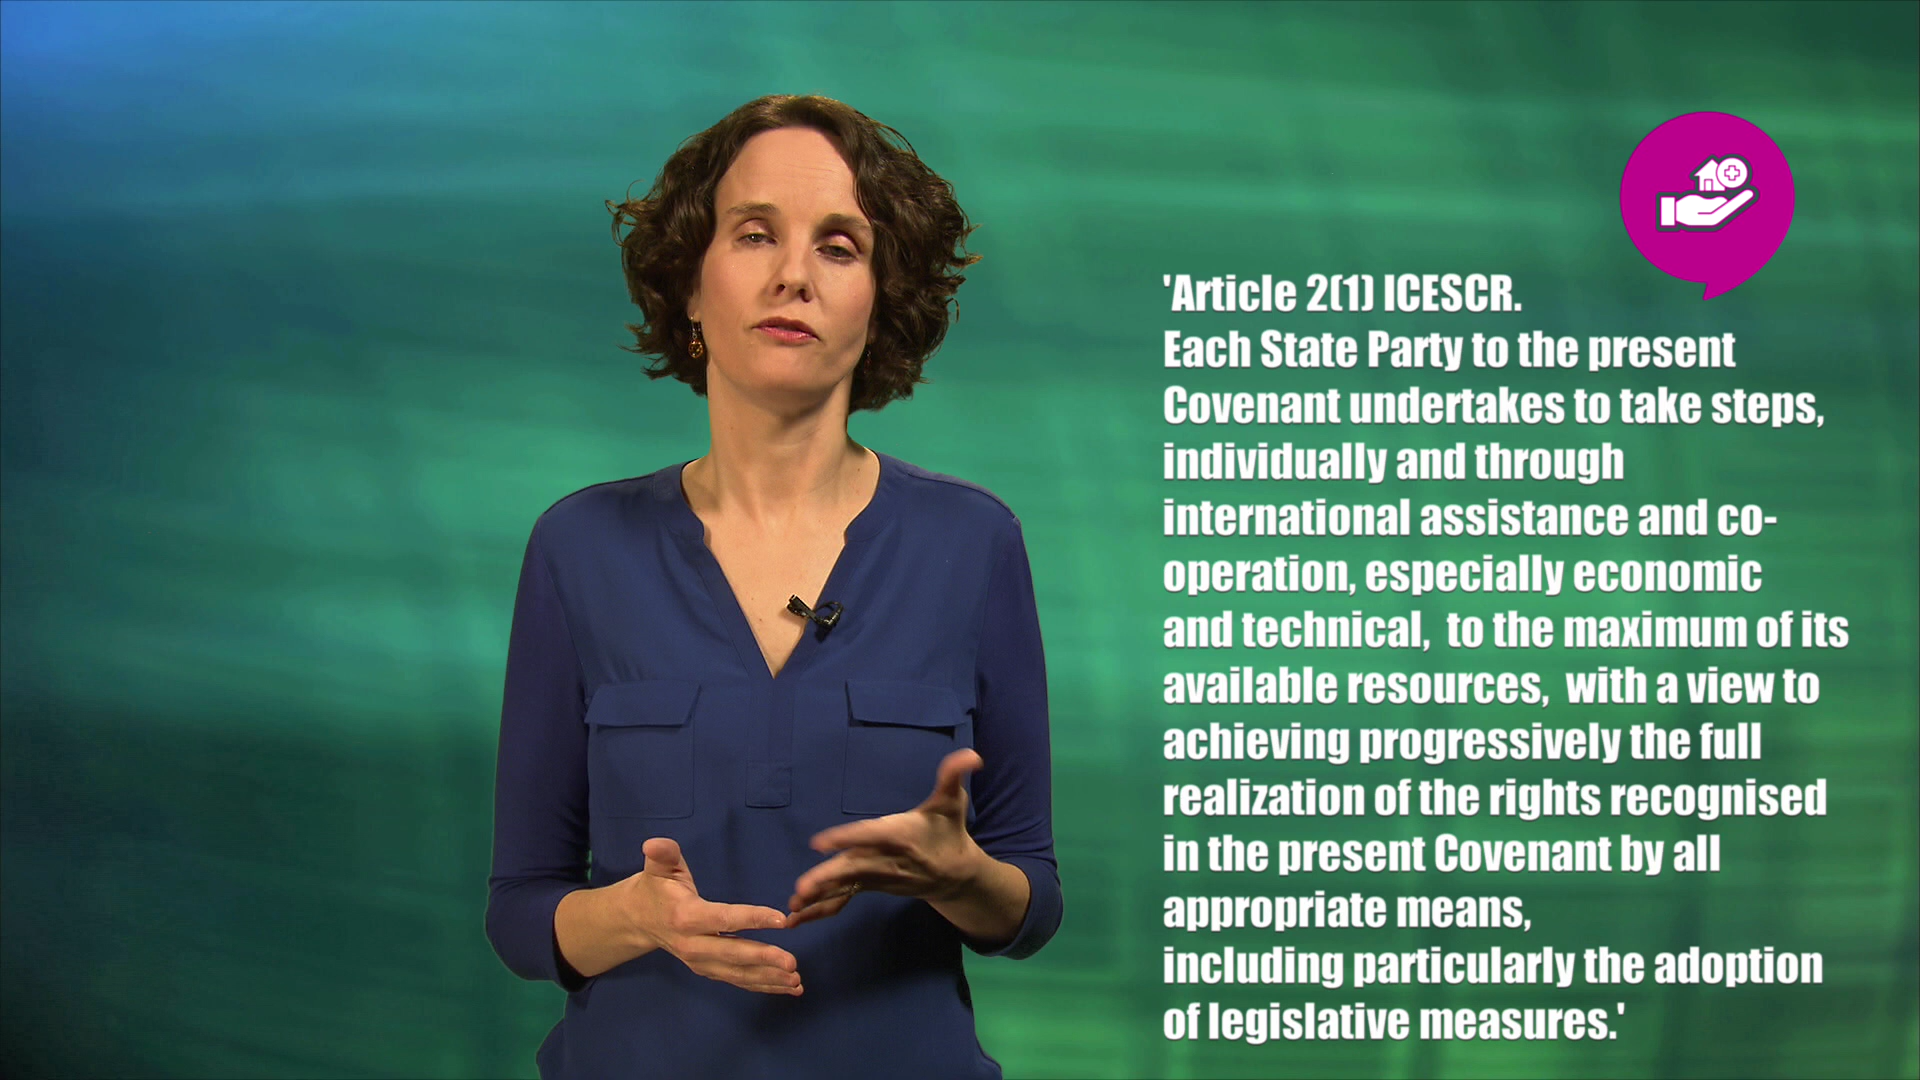 'Article 2(1) ICESCR.
Each State Party to the present
Covenant undertakes to take steps,
individually and through
international assistance and co-
operation, especially economic
and technical,  to the maximum of its
available resources,  with a view to
achieving progressively the full
realization of the rights recognised
in the present Covenant by all
appropriate means,
including particularly the adoption
of legislative measures.'